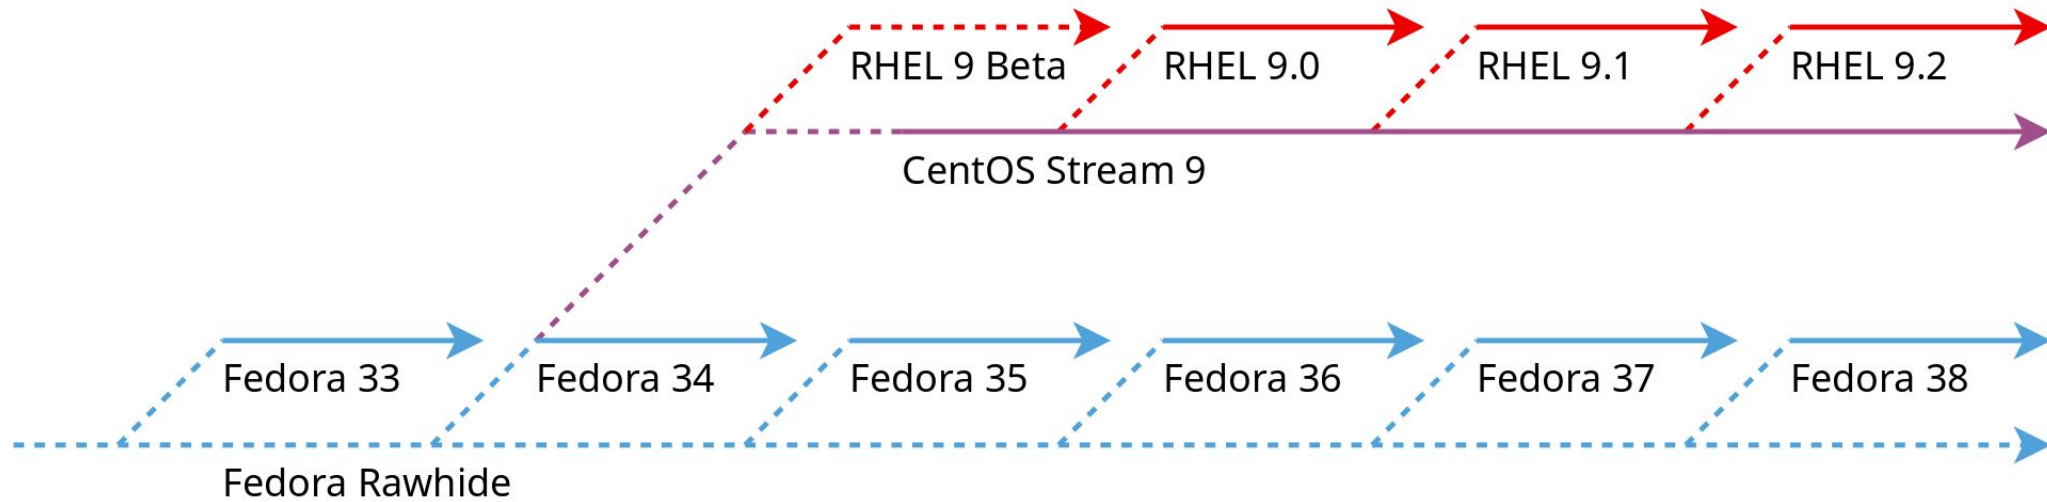 RHEL 9 Beta
RHEL 9.0
RHEL 9.1
RHEL 9.2
CentOS Stream 9
Fedora 33
Fedora 34
Fedora 35
Fedora 36
Fedora 37
Fedora 38
Fedora Rawhide